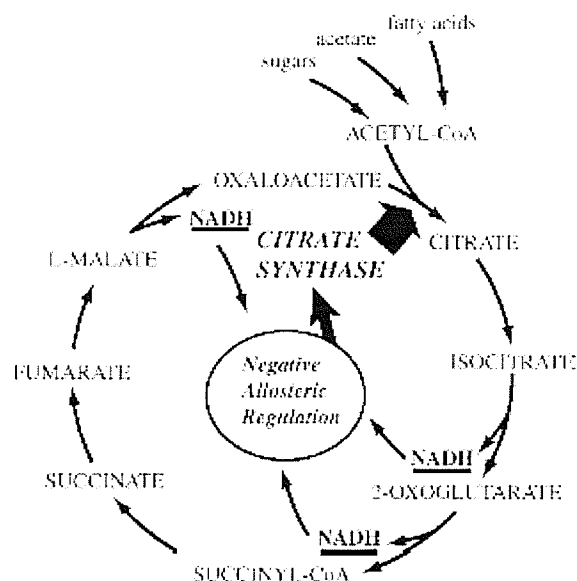 fatty acids
acetate
sugars
ACETYL-CoA
OXALOACETATE
NADH
CITRATE
SYNTHASE
CITRATE
L-MALATE
ISOCITRATE
FUMARATE
Negative
Allosteric
Regulation
NADH
2-OXOGLUTARATE
SUCCINATE
NADH
SUCCINYL-CoA